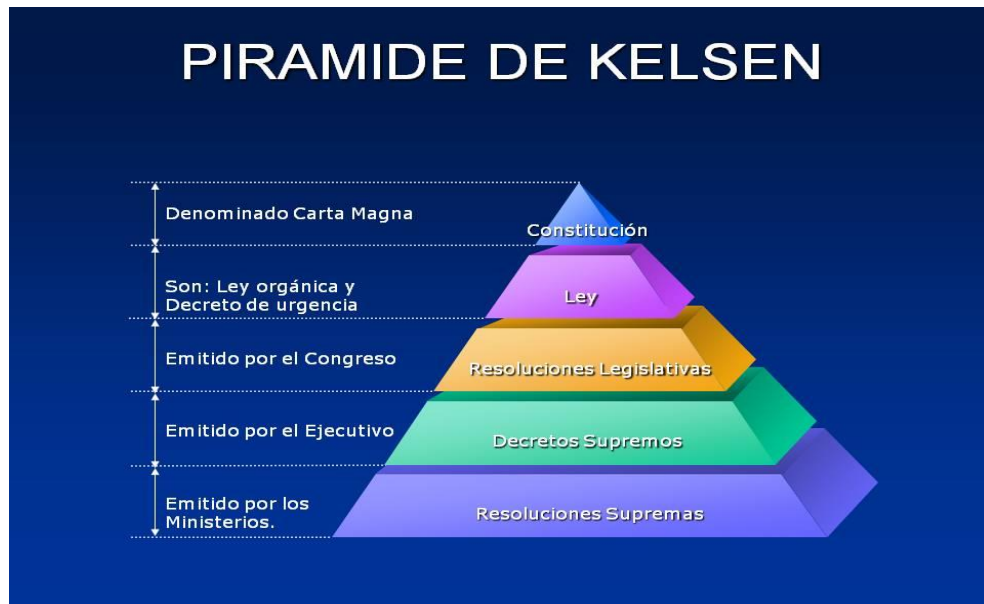 PIRAMIDE DE KELSEN
Denominado Carta Magna
Constitución
Son: Ley orgánica y
Decreto de urgencia
Ley
Emitido por el Congreso
Resoluciones Legislativas
Emitido por el Ejecutivo
Decretos Supremos
Emitido por los
Ministerios.
Resoluciones Supremas